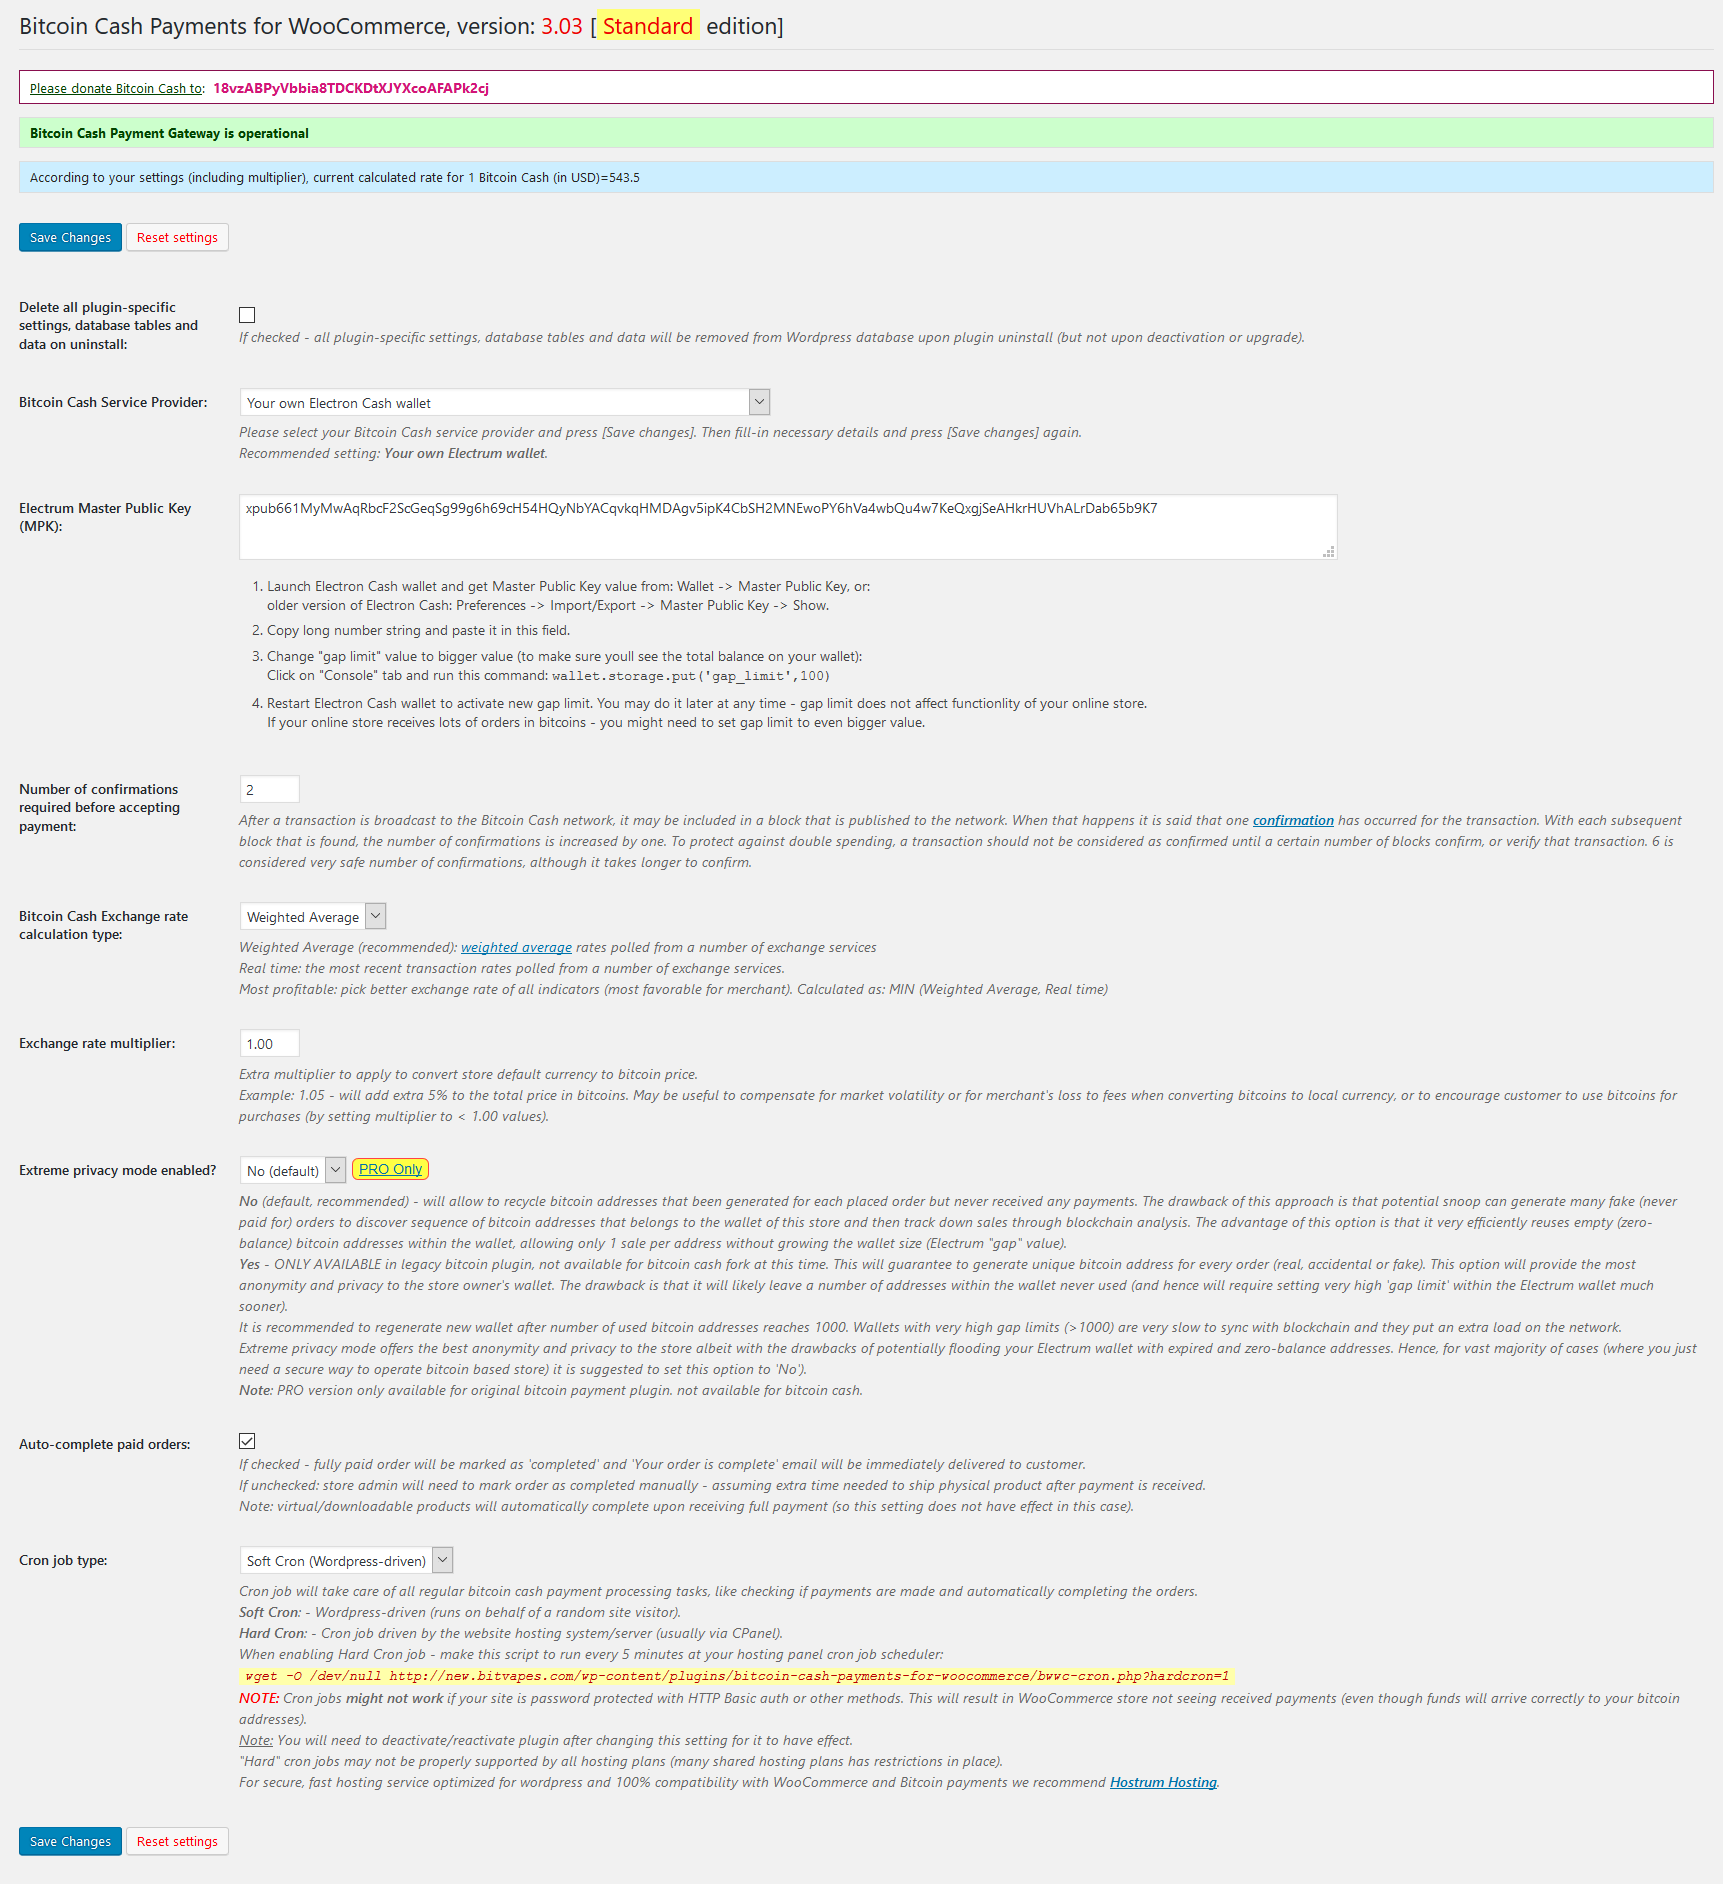 Bitcoin Cash Payments for WooCommerce, version: 3.03 [ Standard edition]
Please donate Bitcoin Cash to: 18vzABPyVbbia8TDCKDtXJYXcoAFAPk2cj
Bitcoin Cash Payment Gateway is operational
According to your settings (including multiplier), current calculated rate for 1 Bitcoin Cash (in USD)=543.5
Save Changes Reset settings
Delete all plugin-specific
settings, database tables and
data on uninstall:
If checked - all plugin-specific settings, database tables and data will be removed from Wordpress database upon plugin uninstall (but not upon deactivation or upgrade).
Bitcoin Cash Service Provider:
Your own Electron Cash wallet
Please select your Bitcoin Cash service provider and press [Save changes]. Then fill-in necessary details and press [Save changes] again.
Recommended setting: Your own Electrum wallet.
Electrum Master Public Key
(MPK):
xpub661MyMwAqRbcF2ScGeqSg99g6h69cH54HQyNbYACqvkqHMDAgv5ipK4CbSH2MNEwoPY6hVa4wbQu4w7KeQxgjSeAHkrHUVhALrDab65b9K7
1. Launch Electron Cash wallet and get Master Public Key value from: Wallet -> Master Public Key, or:
older version of Electron Cash: Preferences -> Import/Export -> Master Public Key -> Show.
2. Copy long number string and paste it in this field.
3. Change "gap limit" value to bigger value (to make sure youll see the total balance on your wallet):
Click on "Console" tab and run this command: wallet.storage.put('gap_limit',100)
4. Restart Electron Cash wallet to activate new gap limit. You may do it later at any time - gap limit does not affect functionlity of your online store.
If your online store receives lots of orders in bitcoins - you might need to set gap limit to even bigger value.
Number of confirmations
required before accepting
payment:
2
After a transaction is broadcast to the Bitcoin Cash network, it may be included in a block that is published to the network. When that happens it is said that one confirmation has occurred for the transaction. With each subsequent
block that is found, the number of confirmations is increased by one. To protect against double spending, a transaction should not be considered as confirmed until a certain number of blocks confirm, or verify that transaction. 6 is
considered very safe number of confirmations, although it takes longer to confirm.
Bitcoin Cash Exchange rate
calculation type:
Weighted Average
Weighted Average (recommended): weighted average rates polled from a number of exchange services
Real time: the most recent transaction rates polled from a number of exchange services.
Most profitable: pick better exchange rate of all indicators (most favorable for merchant). Calculated as: MIN (Weighted Average, Real time)
Exchange rate multiplier:
1.00
Extra multiplier to apply to convert store default currency to bitcoin price.
Example: 1.05 - will add extra 5% to the total price in bitcoins. May be useful to compensate for market volatility or for merchant's loss to fees when converting bitcoins to local currency, or to encourage customer to use bitcoins for
purchases (by setting multiplier to < 1.00 values).
Extreme privacy mode enabled?
No (default) PRO Only
No (default, recommended) - will allow to recycle bitcoin addresses that been generated for each placed order but never received any payments. The drawback of this approach is that potential snoop can generate many fake (never
paid for) orders to discover sequence of bitcoin addresses that belongs to the wallet of this store and then track down sales through blockchain analysis. The advantage of this option is that it very efficiently reuses empty (zero-
balance) bitcoin addresses within the wallet, allowing only 1 sale per address without growing the wallet size (Electrum "gap" value).
Yes - ONLY AVAILABLE in legacy bitcoin plugin, not available for bitcoin cash fork at this time. This will guarantee to generate unique bitcoin address for every order (real, accidental or fake). This option will provide the most
anonymity and privacy to the store owner's wallet. The drawback is that it will likely leave a number of addresses within the wallet never used (and hence will require setting very high 'gap limit' within the Electrum wallet much
sooner).
It is recommended to regenerate new wallet after number of used bitcoin addresses reaches 1000. Wallets with very high gap limits (>1000) are very slow to sync with blockchain and they put an extra load on the network.
Extreme privacy mode offers the best anonymity and privacy to the store albeit with the drawbacks of potentially flooding your Electrum wallet with expired and zero-balance addresses. Hence, for vast majority of cases (where you just
need a secure way to operate bitcoin based store) it is suggested to set this option to 'No').
Note: PRO version only available for original bitcoin payment plugin. not available for bitcoin cash.
Auto-complete paid orders:
If checked - fully paid order will be marked as 'completed' and 'Your order is complete' email will be immediately delivered to customer.
If unchecked: store admin will need to mark order as completed manually - assuming extra time needed to ship physical product after payment is received.
Note: virtual/downloadable products will automatically complete upon receiving full payment (so this setting does not have effect in this case).
Cron job type:
Soft Cron (Wordpress-driven)
Cron job will take care of all regular bitcoin cash payment processing tasks, like checking if payments are made and automatically completing the orders.
Soft Cron: - Wordpress-driven (runs on behalf of a random site visitor).
Hard Cron: - Cron job driven by the website hosting system/server (usually via CPanel).
When enabling Hard Cron job - make this script to run every 5 minutes at your hosting panel cron job scheduler:
wget -O /dev/null http://new.bitvapes.com/wp-content/plugins/bitcoin-cash-payments-for-woocommerce/bwwc-cron.php?hardcron=1
NOTE: Cron jobs might not work if your site is password protected with HTTP Basic auth or other methods. This will result in WooCommerce store not seeing received payments (even though funds will arrive correctly to your bitcoin
addresses).
Note: You will need to deactivate/reactivate plugin after changing this setting for it to have effect.
"Hard" cron jobs may not be properly supported by all hosting plans (many shared hosting plans has restrictions in place).
For secure, fast hosting service optimized for wordpress and 100% compatibility with WooCommerce and Bitcoin payments we recommend Hostrum Hosting.
Save Changes Reset settings